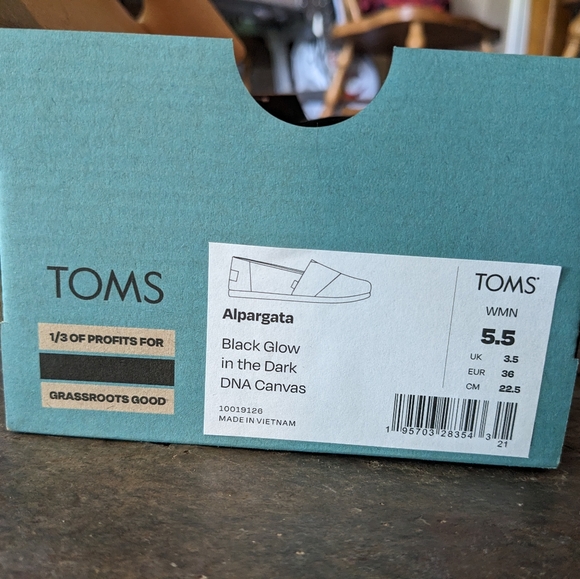 TOMS
1/3 OF PROFITS FOR
GRASSROOTS GOOD
Alpargata
Black Glow
in the Dark
DNA Canvas
10019126
MADE IN VIETNAM
TOMS®
WMN
5.5
UK 3.5
EUR 36
CM 22.5
1 95703 28354 3
21